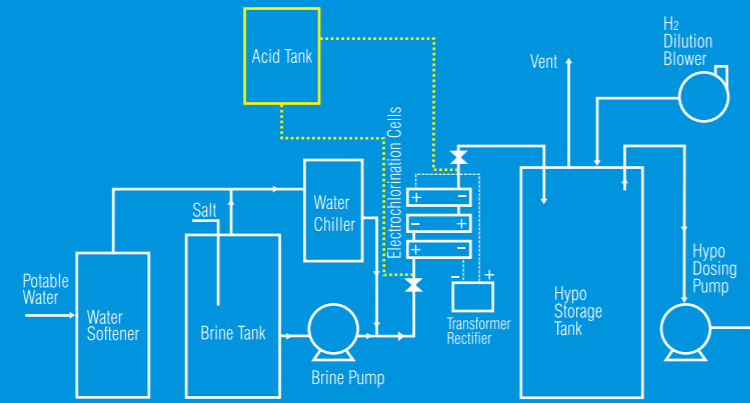 H2
Dilution
Blower
Acid Tank
Vent
Electrochlorination Cells
Water
Chiller
+ −
− +
+ −
Salt
Potable
Water
Water
Softener
Brine Tank
− +
Transformer
Rectifier
Hypo
Storage
Tank
Hypo
Dosing
Pump
Brine Pump